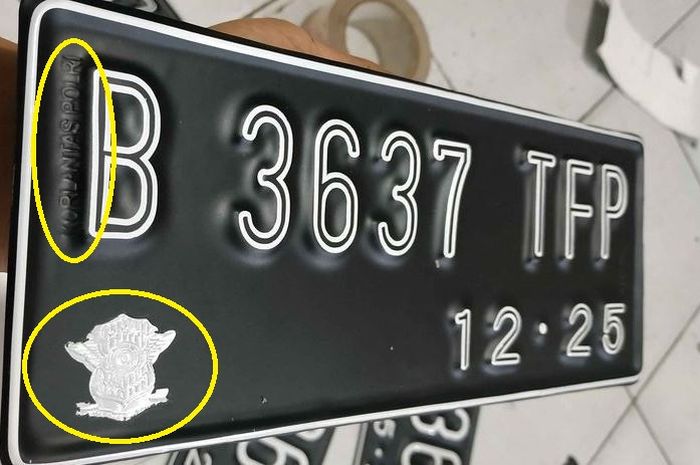 KORLANTAS POLRI
B 3637 TFP
12·25